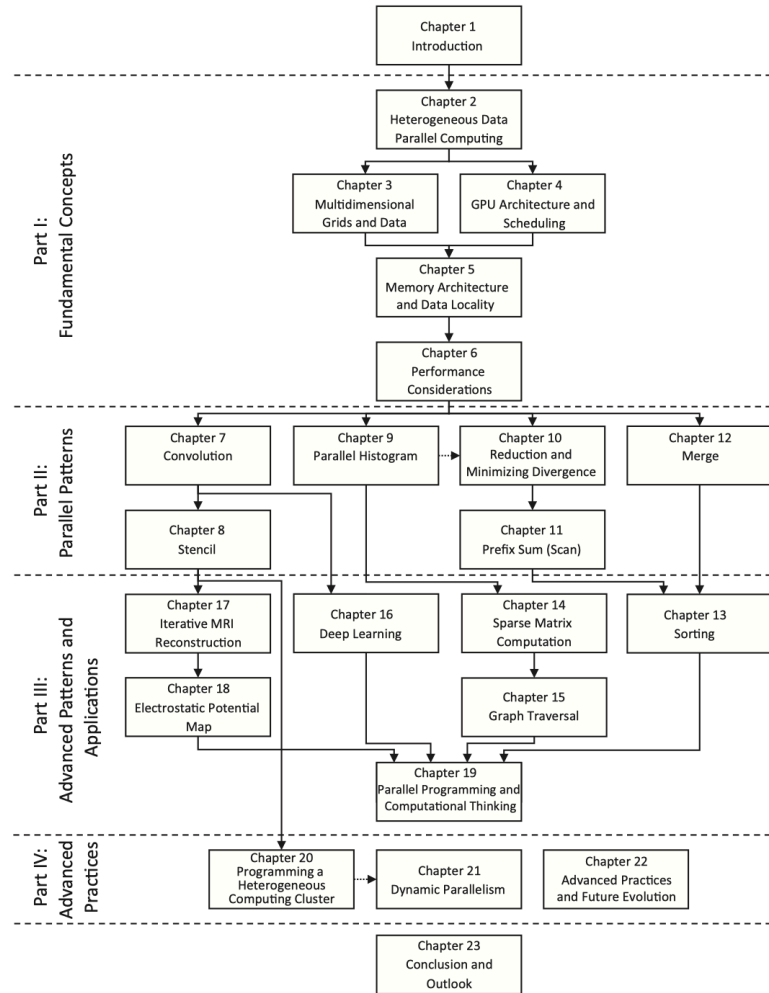 Chapter 1
Introduction
Part I:
Fundamental Concepts
Chapter 2
Heterogeneous Data
Parallel Computing
Chapter 3
Multidimensional
Grids and Data
Chapter 4
GPU Architecture and
Scheduling
Chapter 5
Memory Architecture
and Data Locality
Chapter 6
Performance
Considerations
Part II:
Parallel Patterns
Chapter 7
Convolution
Chapter 9
Parallel Histogram
Chapter 10
Reduction and
Minimizing Divergence
Chapter 12
Merge
Chapter 8
Stencil
Chapter 11
Prefix Sum (Scan)
Part III:
Advanced Patterns and
Applications
Chapter 17
Iterative MRI
Reconstruction
Chapter 16
Deep Learning
Chapter 14
Sparse Matrix
Computation
Chapter 13
Sorting
Chapter 18
Electrostatic Potential
Map
Chapter 15
Graph Traversal
Chapter 19
Parallel Programming and
Computational Thinking
Part IV:
Advanced
Practices
Chapter 20
Programming a
Heterogeneous
Computing Cluster
Chapter 21
Dynamic Parallelism
Chapter 22
Advanced Practices
and Future Evolution
Chapter 23
Conclusion and
Outlook